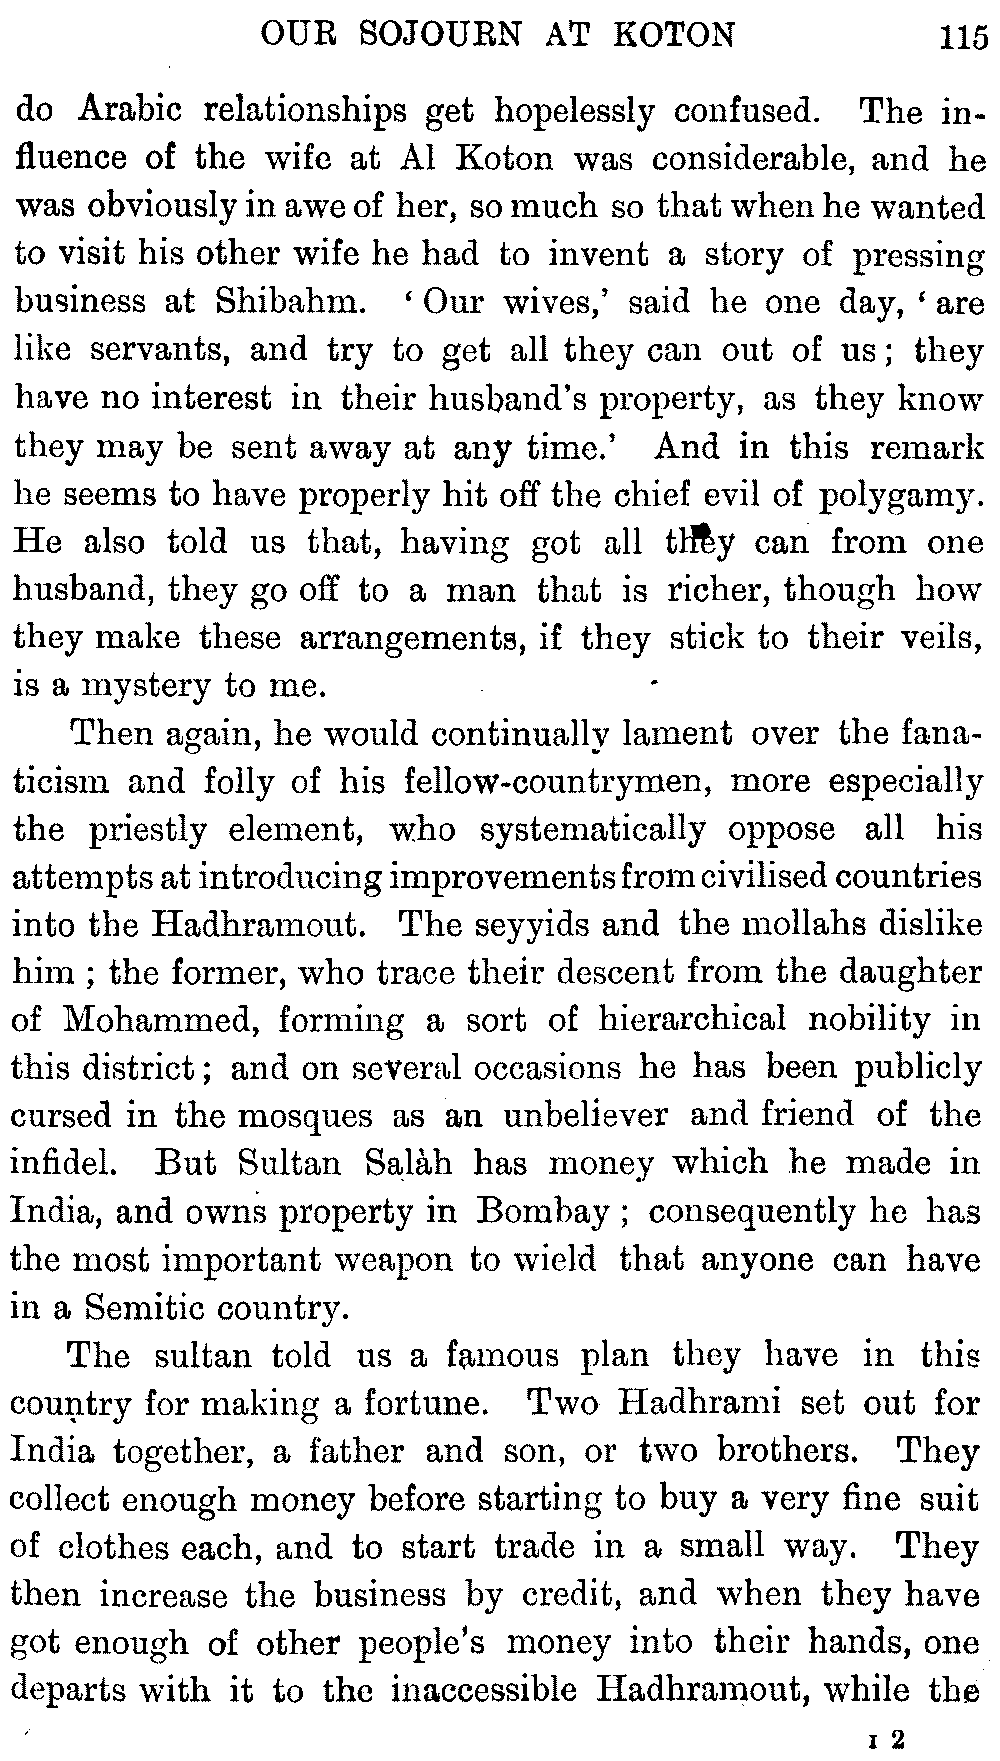 OUR SOJOURN AT KOTON 115
do Arabic relationships get hopelessly confused. The in-
fluence of the wife at Al Koton was considerable, and he
was obviously in awe of her, so much so that when he wanted
to visit his other wife he had to invent a story of pressing
business at Shibahm. ‘Our wives,’ said he one day, ‘are
like servants, and try to get all they can out of us; they
have no interest in their husband's property, as they know
they may be sent away at any time.’ And in this remark
he seems to have properly hit off the chief evil of polygamy.
He also told us that, having got all they can from one
husband, they go off to a man that is richer, though how
they make these arrangements, if they stick to their veils,
is a mystery to me.
Then again, he would continually lament over the fana-
ticism and folly of his fellow-countrymen, more especially
the priestly element, who systematically oppose all his
attempts at introducing improvements from civilised countries
into the Hadhramout. The seyyids and the mollahs dislike
him; the former, who trace their descent from the daughter
of Mohammed, forming a sort of hierarchical nobility in
this district; and on several occasions he has been publicly
cursed in the mosques as an unbeliever and friend of the
infidel. But Sultan Salàh has money which he made in
India, and owns property in Bombay; consequently he has
the most important weapon to wield that anyone can have
in a Semitic country.
The sultan told us a famous plan they have in this
country for making a fortune. Two Hadhrami set out for
India together, a father and son, or two brothers. They
collect enough money before starting to buy a very fine suit
of clothes each, and to start trade in a small way. They
then increase the business by credit, and when they have
got enough of other people's money into their hands, one
departs with it to the inaccessible Hadhramout, while the
I 2